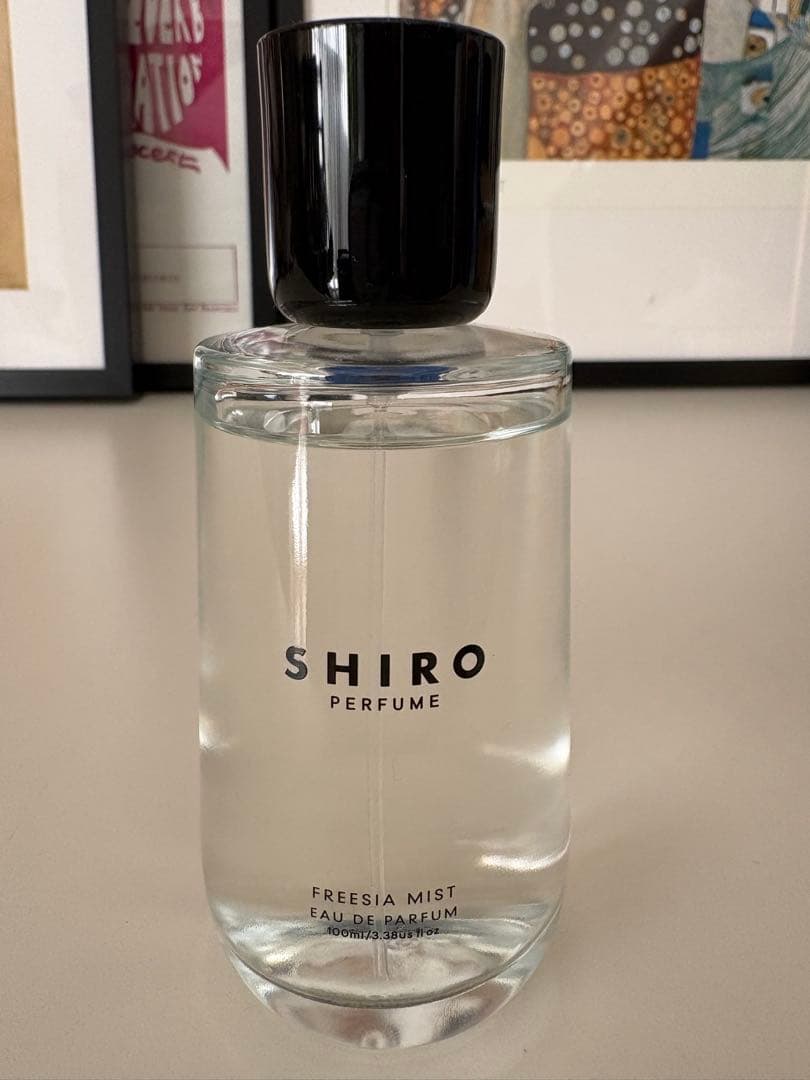 SHIRO
PERFUME
FREESIA MIST
EAU DE PARFUM
100ml/3.38us fl oz